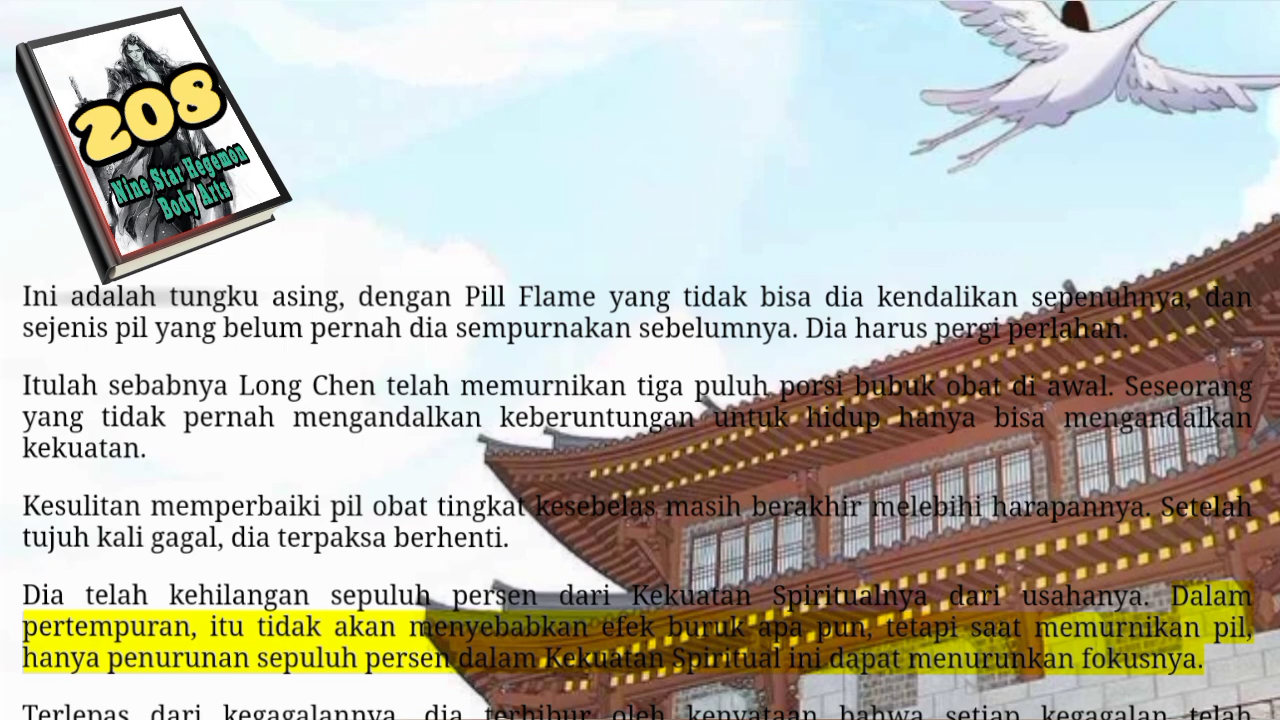 208
Nine Star Hegemon
Body Arts
Ini adalah tungku asing, dengan Pill Flame yang tidak bisa dia kendalikan sepenuhnya, dan
sejenis pil yang belum pernah dia sempurnakan sebelumnya. Dia harus pergi perlahan.
Itulah sebabnya Long Chen telah memurnikan tiga puluh porsi bubuk obat di awal. Seseorang
yang tidak pernah mengandalkan keberuntungan untuk hidup hanya bisa mengandalkan
kekuatan.
Kesulitan memperbaiki pil obat tingkat kesebelas masih berakhir melebihi harapannya. Setelah
tujuh kali gagal, dia terpaksa berhenti.
Dia telah kehilangan sepuluh persen dari Kekuatan Spiritualnya dari usahanya. Dalam
pertempuran, itu tidak akan menyebabkan efek buruk apa pun, tetapi saat memurnikan pil,
hanya penurunan sepuluh persen dalam Kekuatan Spiritual ini dapat menurunkan fokusnya.
Terlepas dari kegagalannya, dia terhibur oleh kenyataan bahwa setiap kegagalan telah